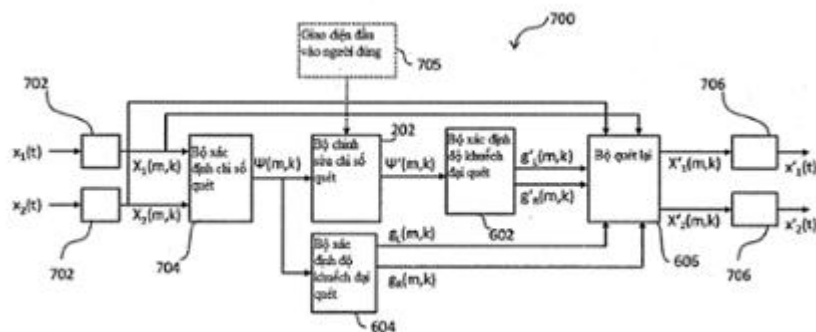 700
Giao diện đầu
vào người dùng
705
702
x₁(t)
X₁(m,k)
x₂(t)
X₂(m,k)
702
Bộ xác
định chỉ số
quét
704
Ψ(m,k)
Bộ chỉnh
sửa chỉ số
quét
202
Ψ'(m,k)
Bộ xác định
độ khuếch
đại quét
602
g'L(m,k)
g'R(m,k)
Bộ xác
định độ
khuếch đại
quét
604
gL(m,k)
gR(m,k)
Bộ quét lại
606
X'₁(m,k)
X'₂(m,k)
706
x'₁(t)
x'₂(t)
706